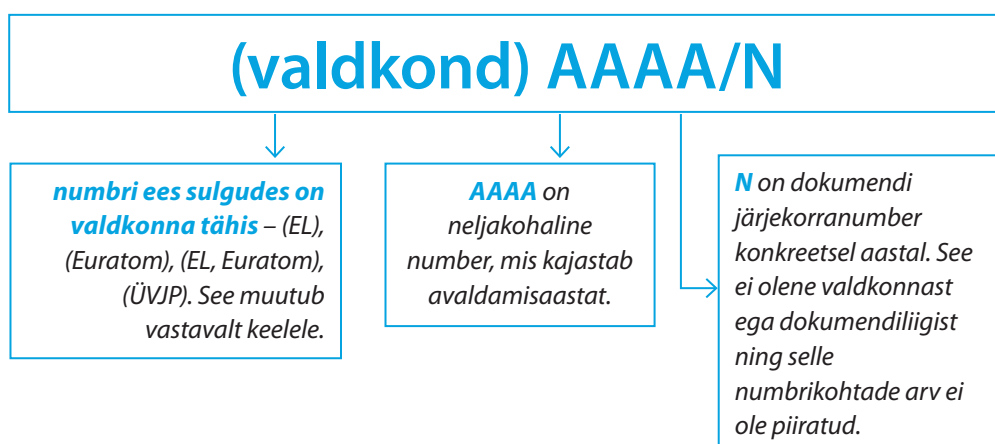 (valdkond) AAAA/N
numbri ees sulgudes on
valdkonna tähis – (EL),
(Euratom), (EL, Euratom),
(ÜVJP). See muutub
vastavalt keelele.
AAAA on
neljakohaline
number, mis kajastab
avaldamisaastat.
N on dokumendi
järjekorranumber
konkreetsel aastal. See
ei olene valdkonnast
ega dokumendiliigist
ning selle
numbrikohtade arv ei
ole piiratud.